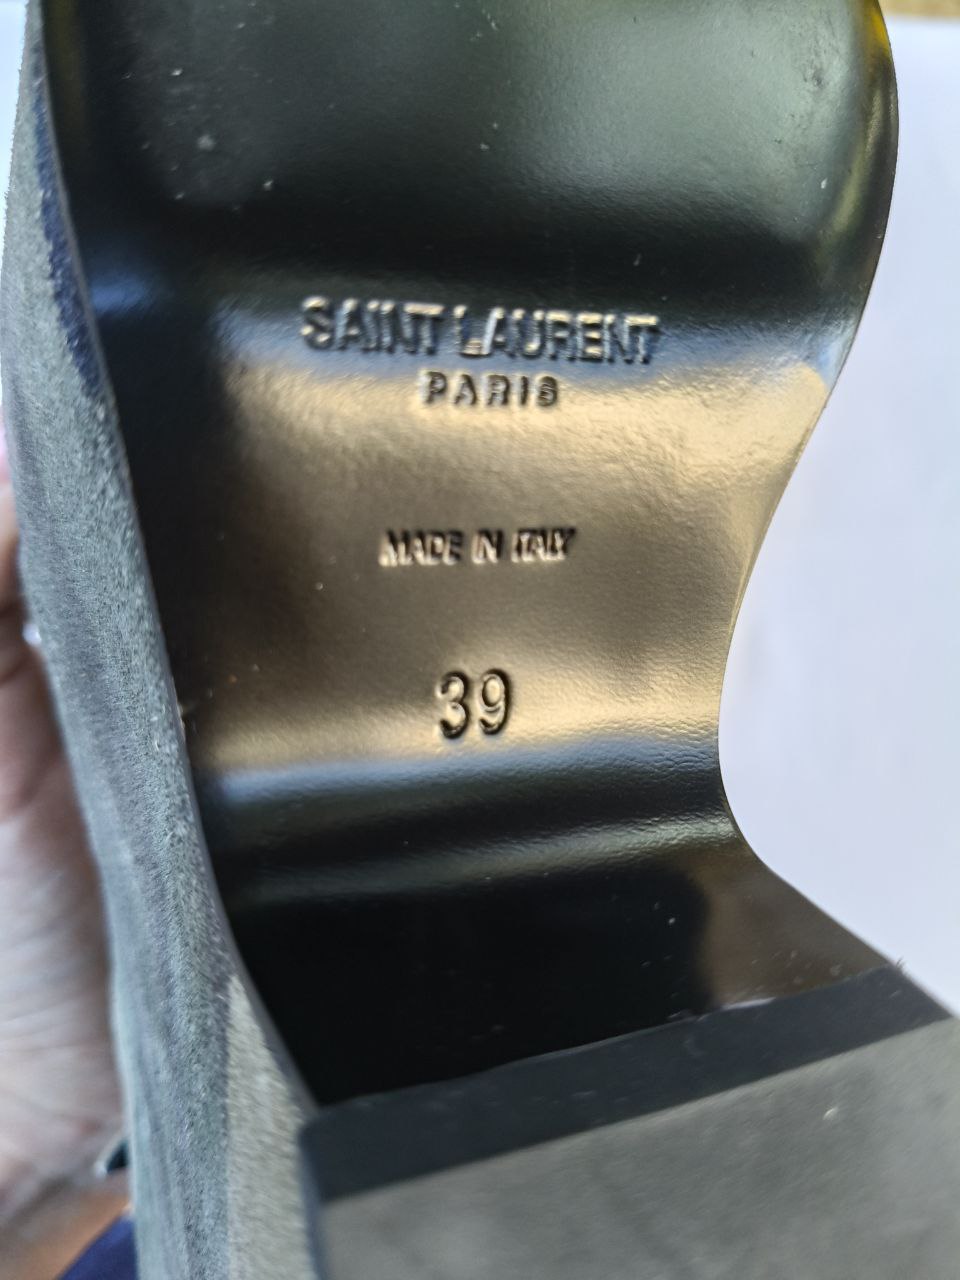 SAINT LAURENT
PARIS
MADE IN ITALY
39